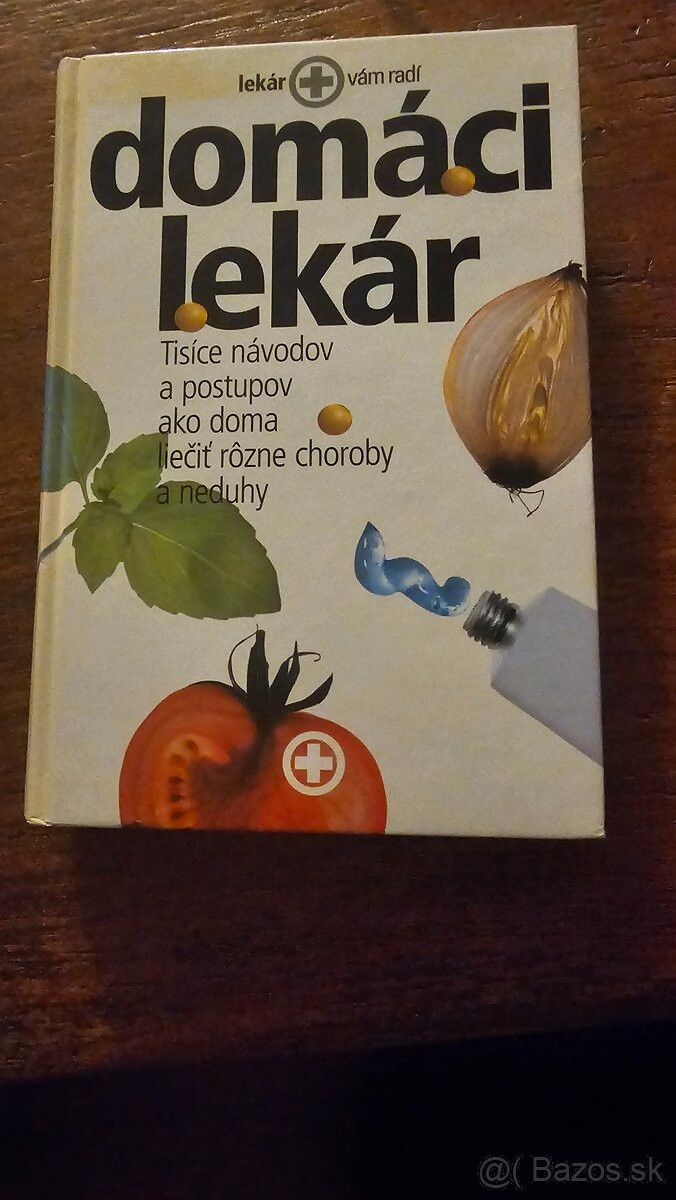 lekár vám radí
domáci
lekár
Tisíce návodov
a postupov
ako doma
liečiť rôzne choroby
a neduhy
@( Bazos.sk